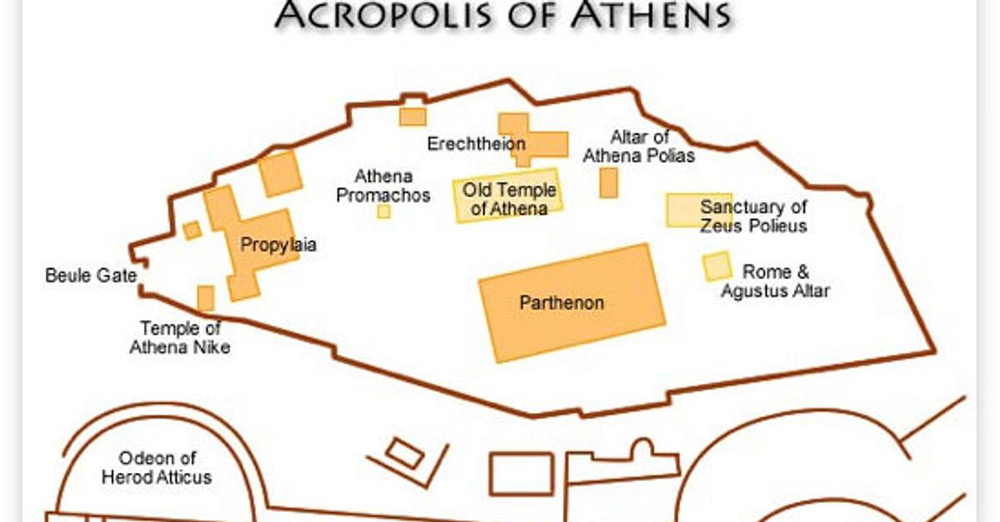 ACROPOLIS OF ATHENS
Erechtheion
Altar of
Athena Polias
Athena
Promachos
Old Temple
of Athena
Sanctuary of
Zeus Polieus
Propylaia
Beule Gate
Rome &
Agustus Altar
Parthenon
Temple of
Athena Nike
Odeon of
Herod Atticus